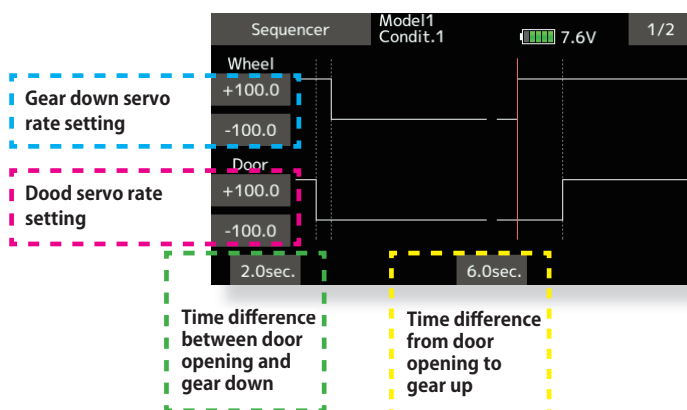 Sequencer
Model1
Condit.1
7.6V
1/2
Wheel
+100.0
-100.0
Door
+100.0
-100.0
2.0sec.
6.0sec.
Gear down servo
rate setting
Dood servo rate
setting
Time difference
between door
opening and
gear down
Time difference
from door
opening to
gear up